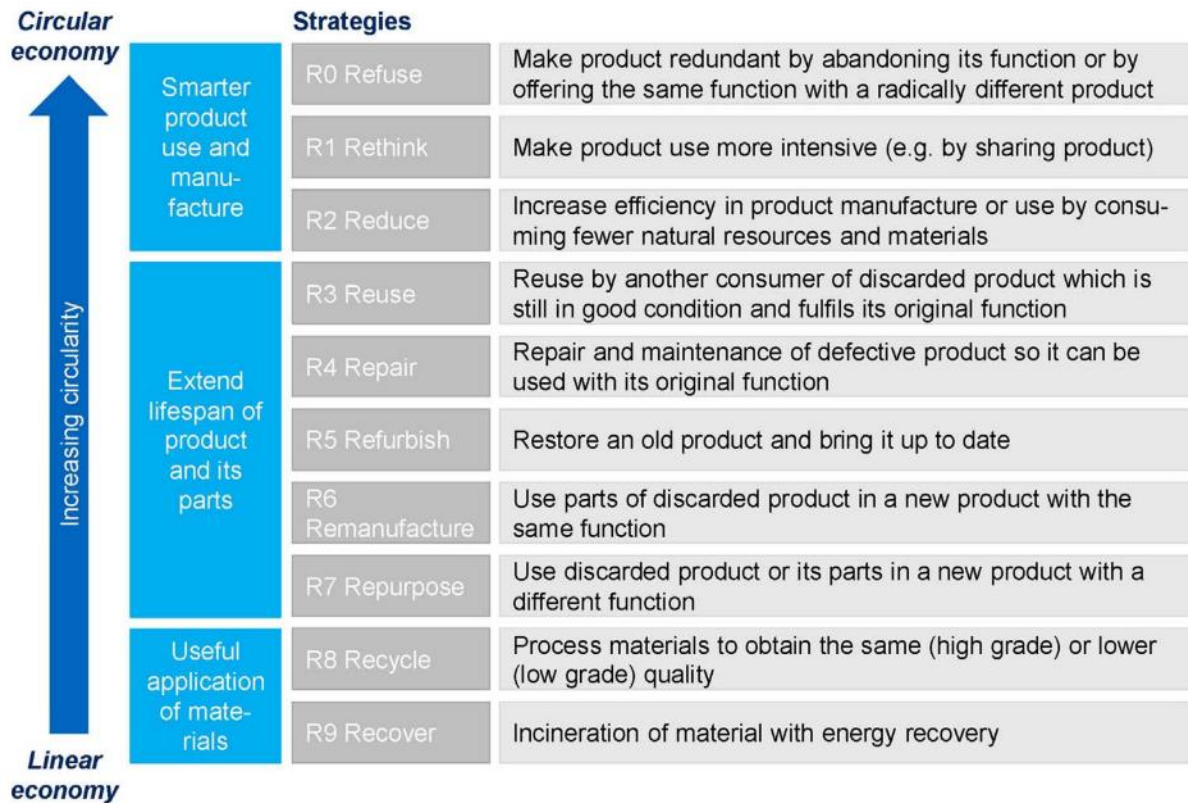 Circular
economy
Strategies
Smarter
product
use and
manu-
facture
R0 Refuse
Make product redundant by abandoning its function or by
offering the same function with a radically different product
R1 Rethink
Make product use more intensive (e.g. by sharing product)
R2 Reduce
Increase efficiency in product manufacture or use by consu-
ming fewer natural resources and materials
Increasing circularity
Extend
lifespan of
product
and its
parts
R3 Reuse
Reuse by another consumer of discarded product which is
still in good condition and fulfils its original function
R4 Repair
Repair and maintenance of defective product so it can be
used with its original function
R5 Refurbish
Restore an old product and bring it up to date
R6
Remanufacture
Use parts of discarded product in a new product with the
same function
R7 Repurpose
Use discarded product or its parts in a new product with a
different function
Useful
application
of mate-
rials
R8 Recycle
Process materials to obtain the same (high grade) or lower
(low grade) quality
R9 Recover
Incineration of material with energy recovery
Linear
economy